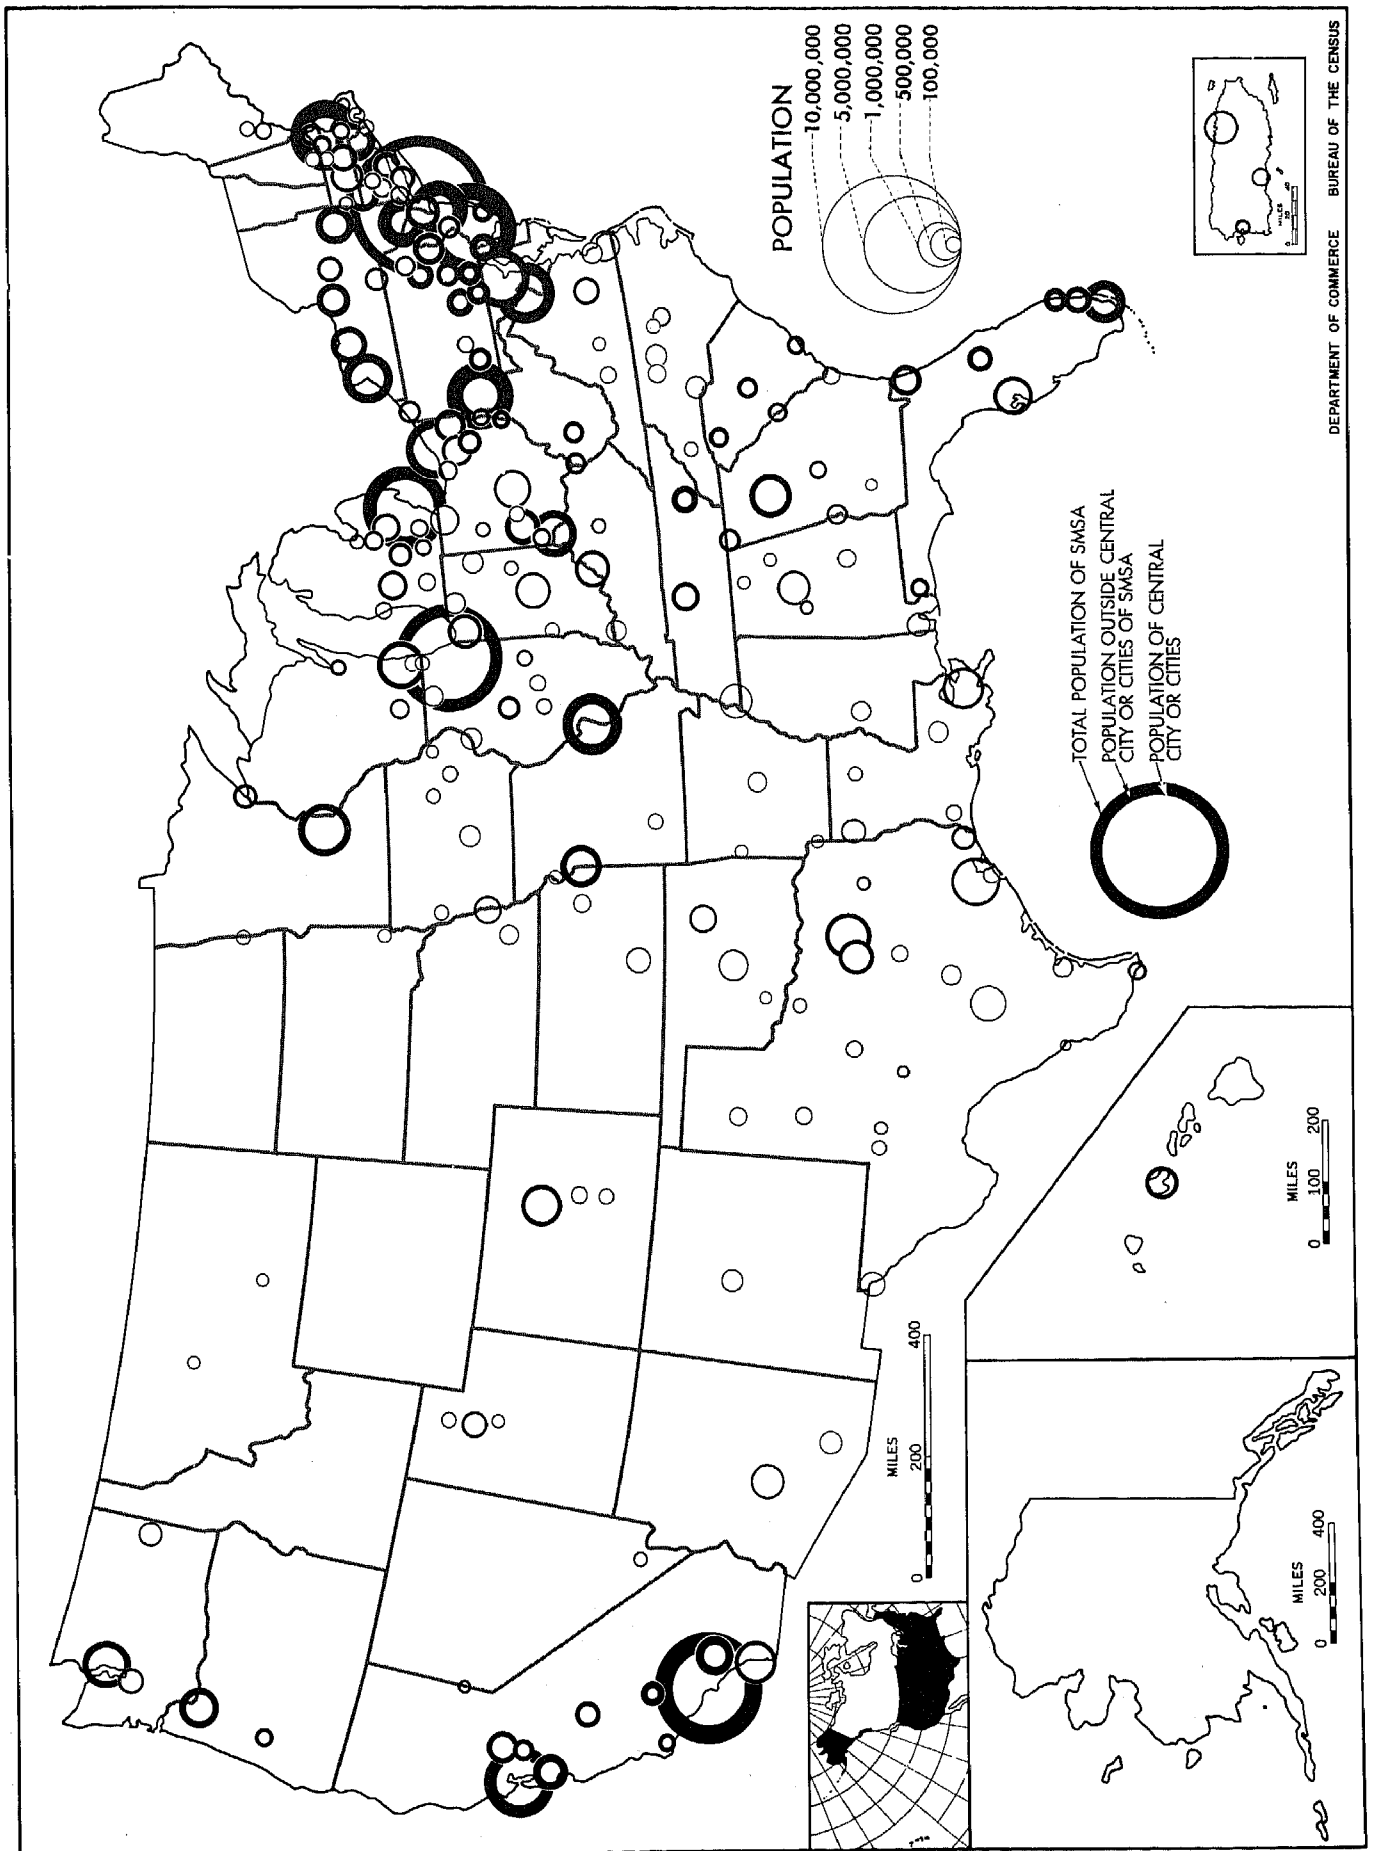 POPULATION
10,000,000
5,000,000
1,000,000
500,000
100,000
MILES
DEPARTMENT OF COMMERCE BUREAU OF THE CENSUS
TOTAL POPULATION OF SMSA
POPULATION OUTSIDE CENTRAL
CITY OR CITIES OF SMSA
POPULATION OF CENTRAL
CITY OR CITIES
MILES
0 200 400
MILES
0 100 200
MILES
0 200 400